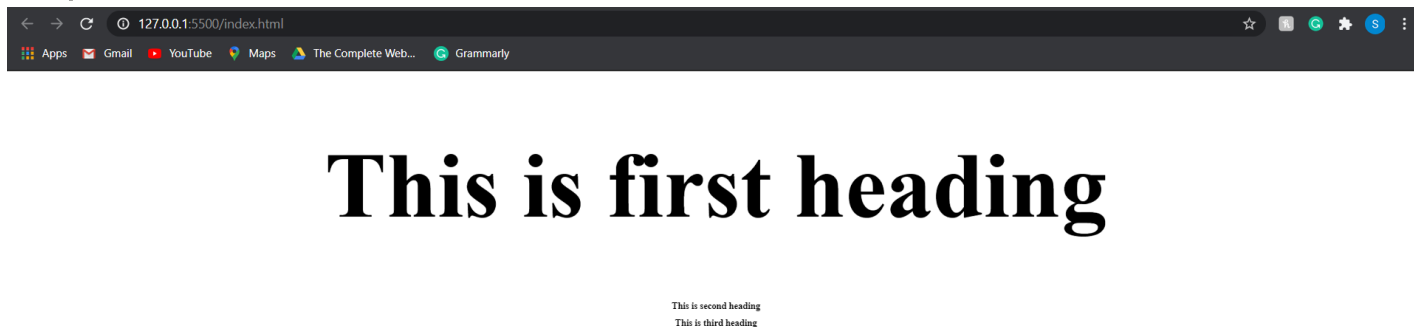 127.0.0.1:5500/index.html
S
Apps Gmail YouTube Maps The Complete Web... Grammarly
This is first heading
This is second heading
This is third heading